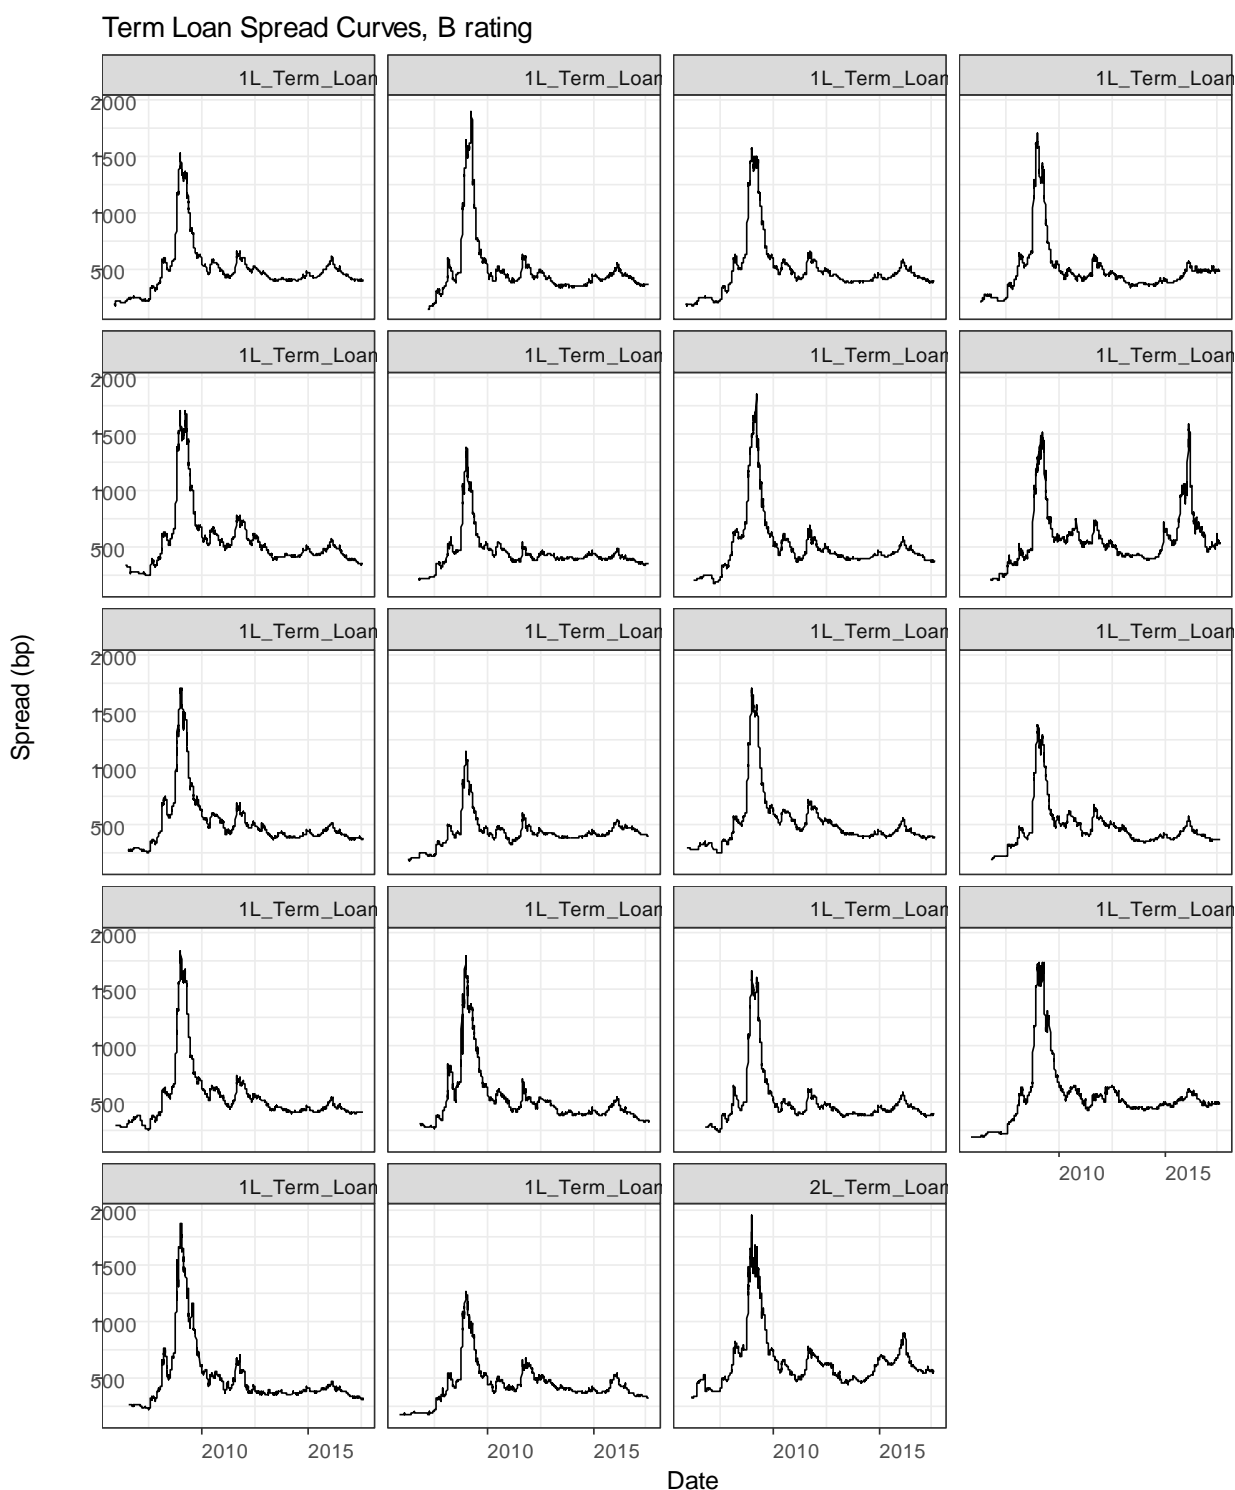 Term Loan Spread Curves, B rating
1L_Term_Loan 1L_Term_Loan 1L_Term_Loan 1L_Term_Loan
2000
1500
1000
500
1L_Term_Loan 1L_Term_Loan 1L_Term_Loan 1L_Term_Loan
2000
1500
1000
500
1L_Term_Loan 1L_Term_Loan 1L_Term_Loan 1L_Term_Loan
2000
1500
1000
500
Spread (bp)
1L_Term_Loan 1L_Term_Loan 1L_Term_Loan 1L_Term_Loan
2000
1500
1000
500
2010 2015
1L_Term_Loan 1L_Term_Loan 2L_Term_Loan
2000
1500
1000
500
2010 2015 2010 2015 2010 2015
Date